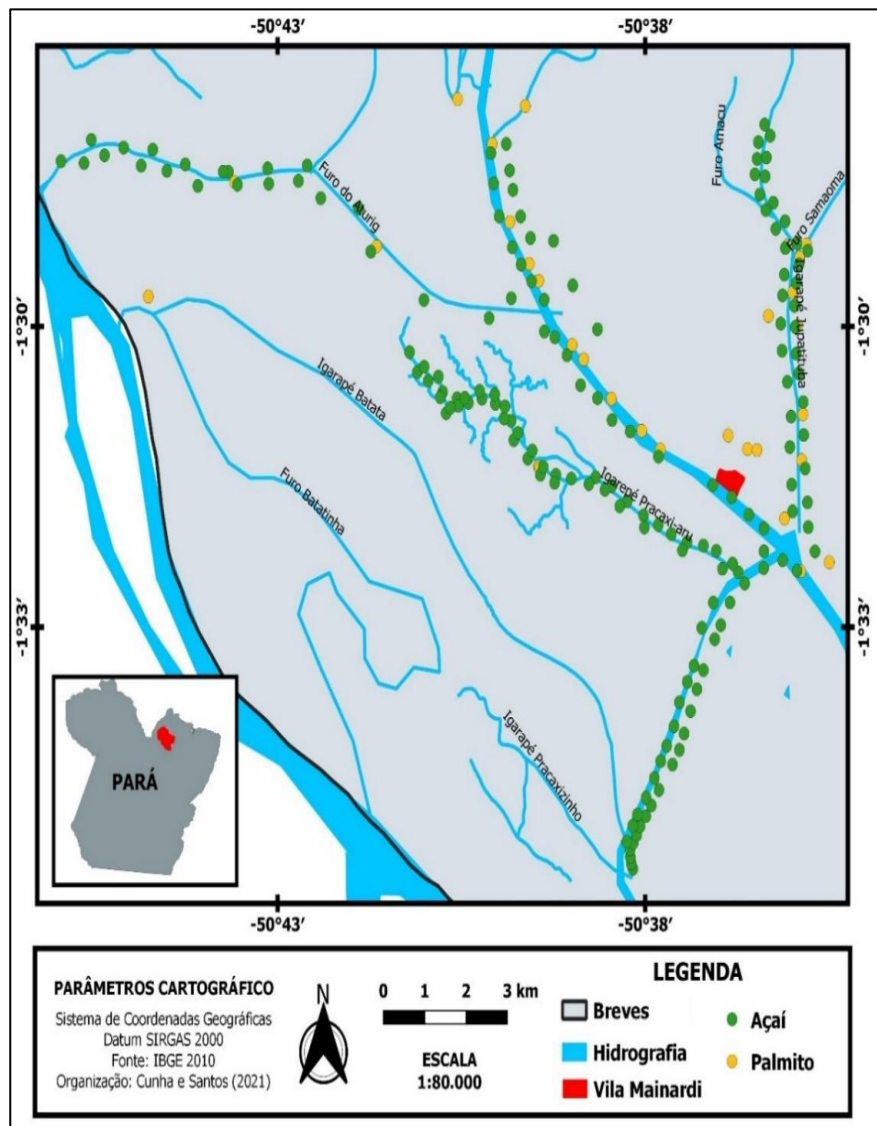 -50°43′
-50°38′
Furo do Aturig
Furo Amacu
Furo Samaoma
Igarapé Jupatituba
-1°30′
-1°30′
Igarapé Batata
Furo Batatinha
Igarepé Pracaxi-aru
-1°33′
-1°33′
Igarapé Pracaxizinho
PARÁ
-50°43′
-50°38′
PARÂMETROS CARTOGRÁFICO
Sistema de Coordenadas Geográficas
Datum SIRGAS 2000
Fonte: IBGE 2010
Organização: Cunha e Santos (2021)
N
0 1 2 3 km
ESCALA
1:80.000
LEGENDA
Breves
Hidrografia
Vila Mainardi
Açaí
Palmito